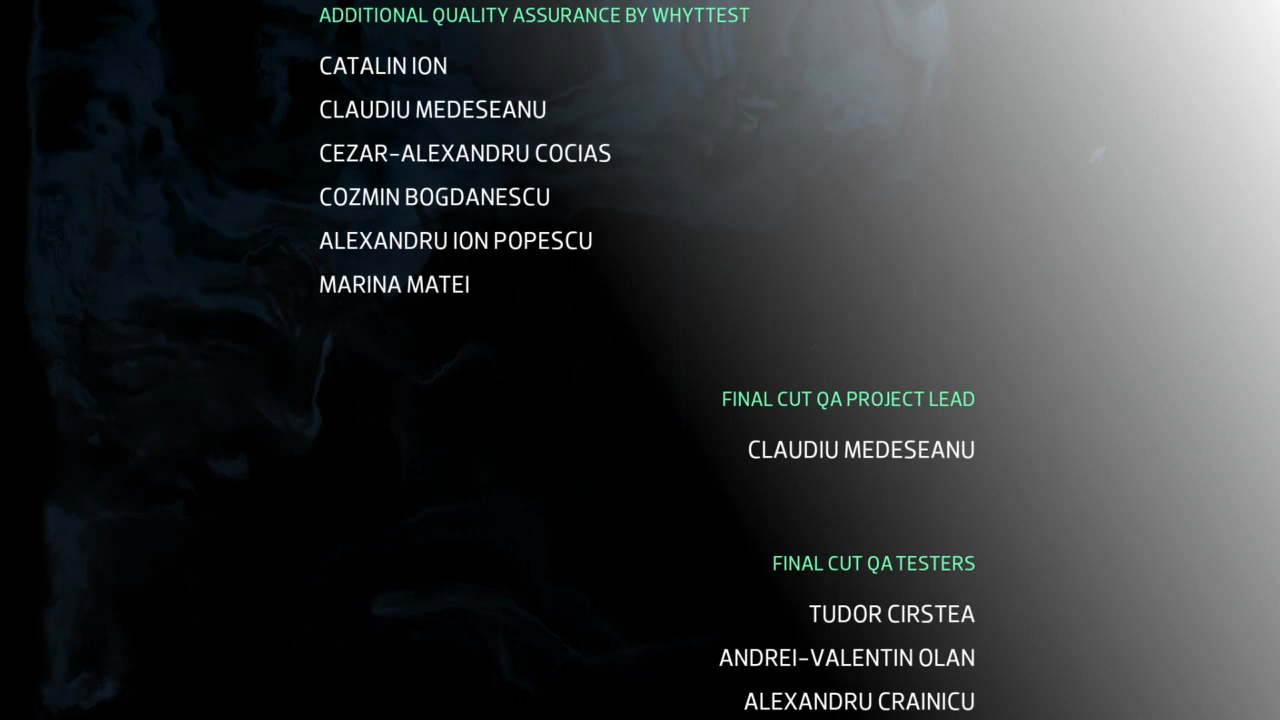 ADDITIONAL QUALITY ASSURANCE BY WHYTTEST
CATALIN ION
CLAUDIU MEDESEANU
CEZAR-ALEXANDRU COCIAS
COZMIN BOGDANESCU
ALEXANDRU ION POPESCU
MARINA MATEI
FINAL CUT QA PROJECT LEAD
CLAUDIU MEDESEANU
FINAL CUT QA TESTERS
TUDOR CIRSTEA
ANDREI-VALENTIN OLAN
ALEXANDRU CRAINICU